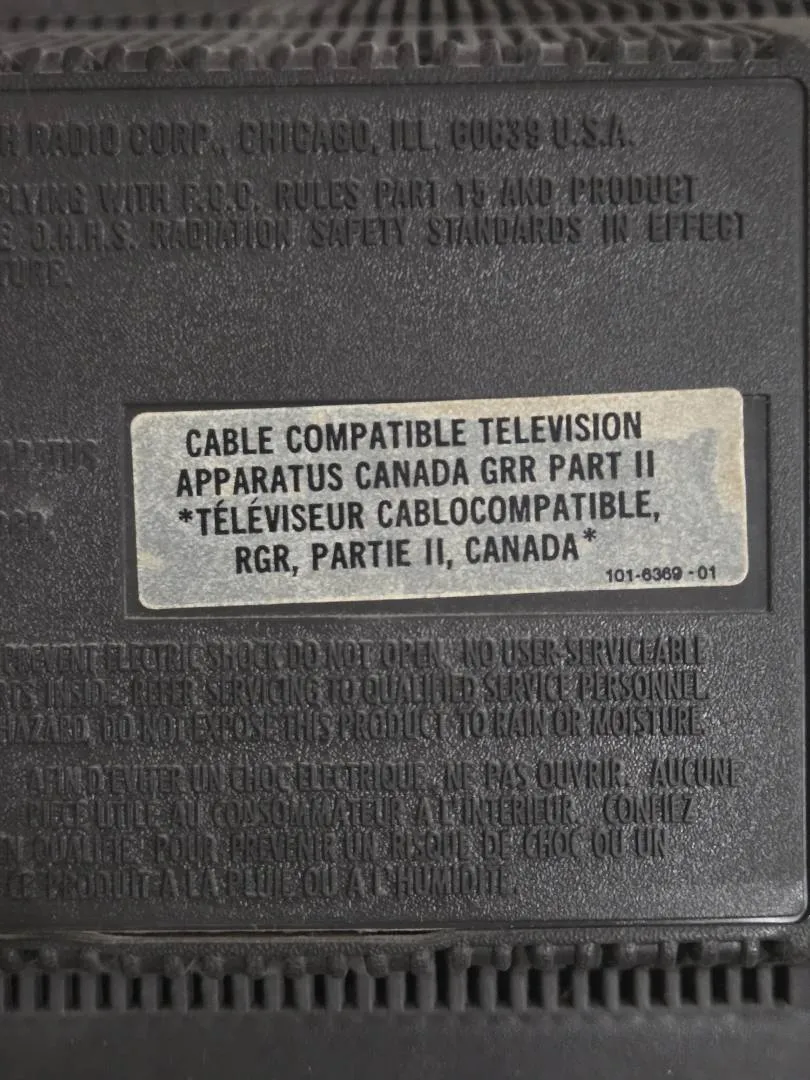 H RADIO CORP., CHICAGO, ILL. 60639 U.S.A.
PLYING WITH F.C.C. RULES PART 15 AND PRODUCT
E D.H.H.S. RADIATION SAFETY STANDARDS IN EFFECT
TURE.
CABLE COMPATIBLE TELEVISION
APPARATUS CANADA GRR PART II
*TÉLÉVISEUR CABLOCOMPATIBLE,
RGR, PARTIE II, CANADA*
101-6369-01
PREVENT ELECTRIC SHOCK DO NOT OPEN. NO USER-SERVICEABLE
RTS INSIDE. REFER SERVICING TO QUALIFIED SERVICE PERSONNEL.
HAZARD, DO NOT EXPOSE THIS PRODUCT TO RAIN OR MOISTURE.
AFIN D'EVITER UN CHOC ELECTRIQUE, NE PAS OUVRIR. AUCUNE
PIECE UTILE AU CONSOMMATEUR A L'INTERIEUR. CONFIEZ
N QUALIFIE. POUR PREVENIR UN RISQUE DE CHOC OU UN
CE PRODUIT A LA PLUIE OU A L'HUMIDITE.